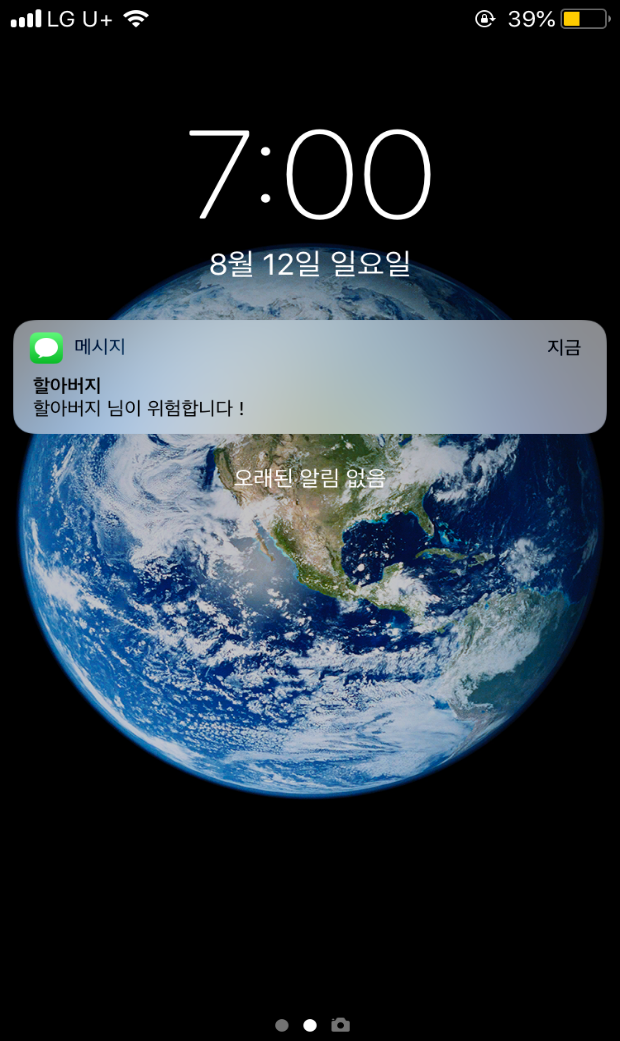 LG U+ 39%
7:00
8월 12일 일요일
메시지 지금
할아버지
할아버지 님이 위험합니다 !
오래된 알림 없음